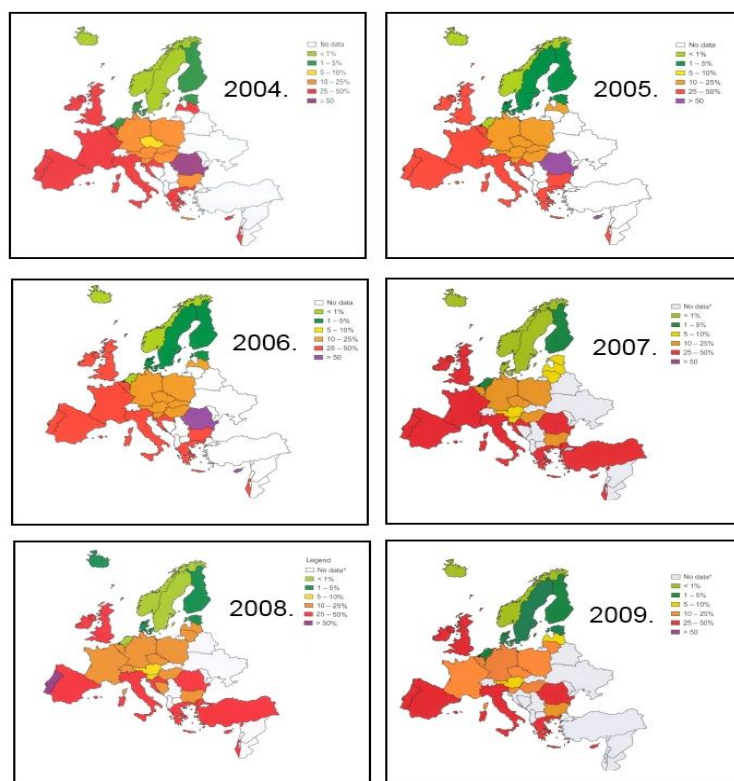 2004.
No data
< 1%
1 – 5%
5 – 10%
10 – 25%
25 – 50%
> 50
2005.
No data
< 1%
1 – 5%
5 – 10%
10 – 25%
25 – 50%
> 50
2006.
No data
< 1%
1 – 5%
5 – 10%
10 – 25%
25 – 50%
> 50
2007.
No data*
< 1%
1 – 5%
5 – 10%
10 – 25%
25 – 50%
> 50
2008.
Legend
No data*
< 1%
1 – 5%
5 – 10%
10 – 25%
25 – 50%
> 50%
2009.
No data*
< 1%
1 – 5%
5 – 10%
10 – 25%
25 – 50%
> 50